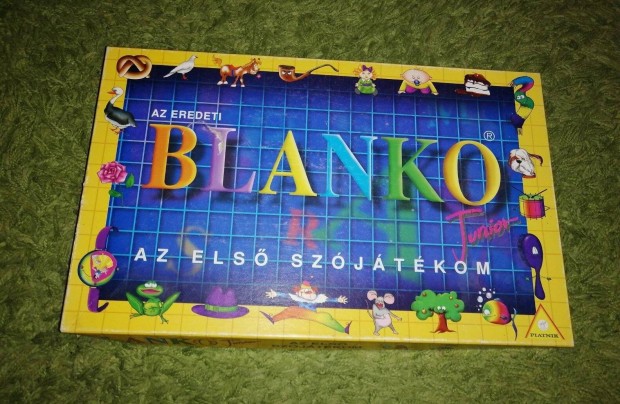 AZ EREDETI
BLANKO®
Junior
AZ ELSŐ SZÓJÁTÉKOM
PIATNIK